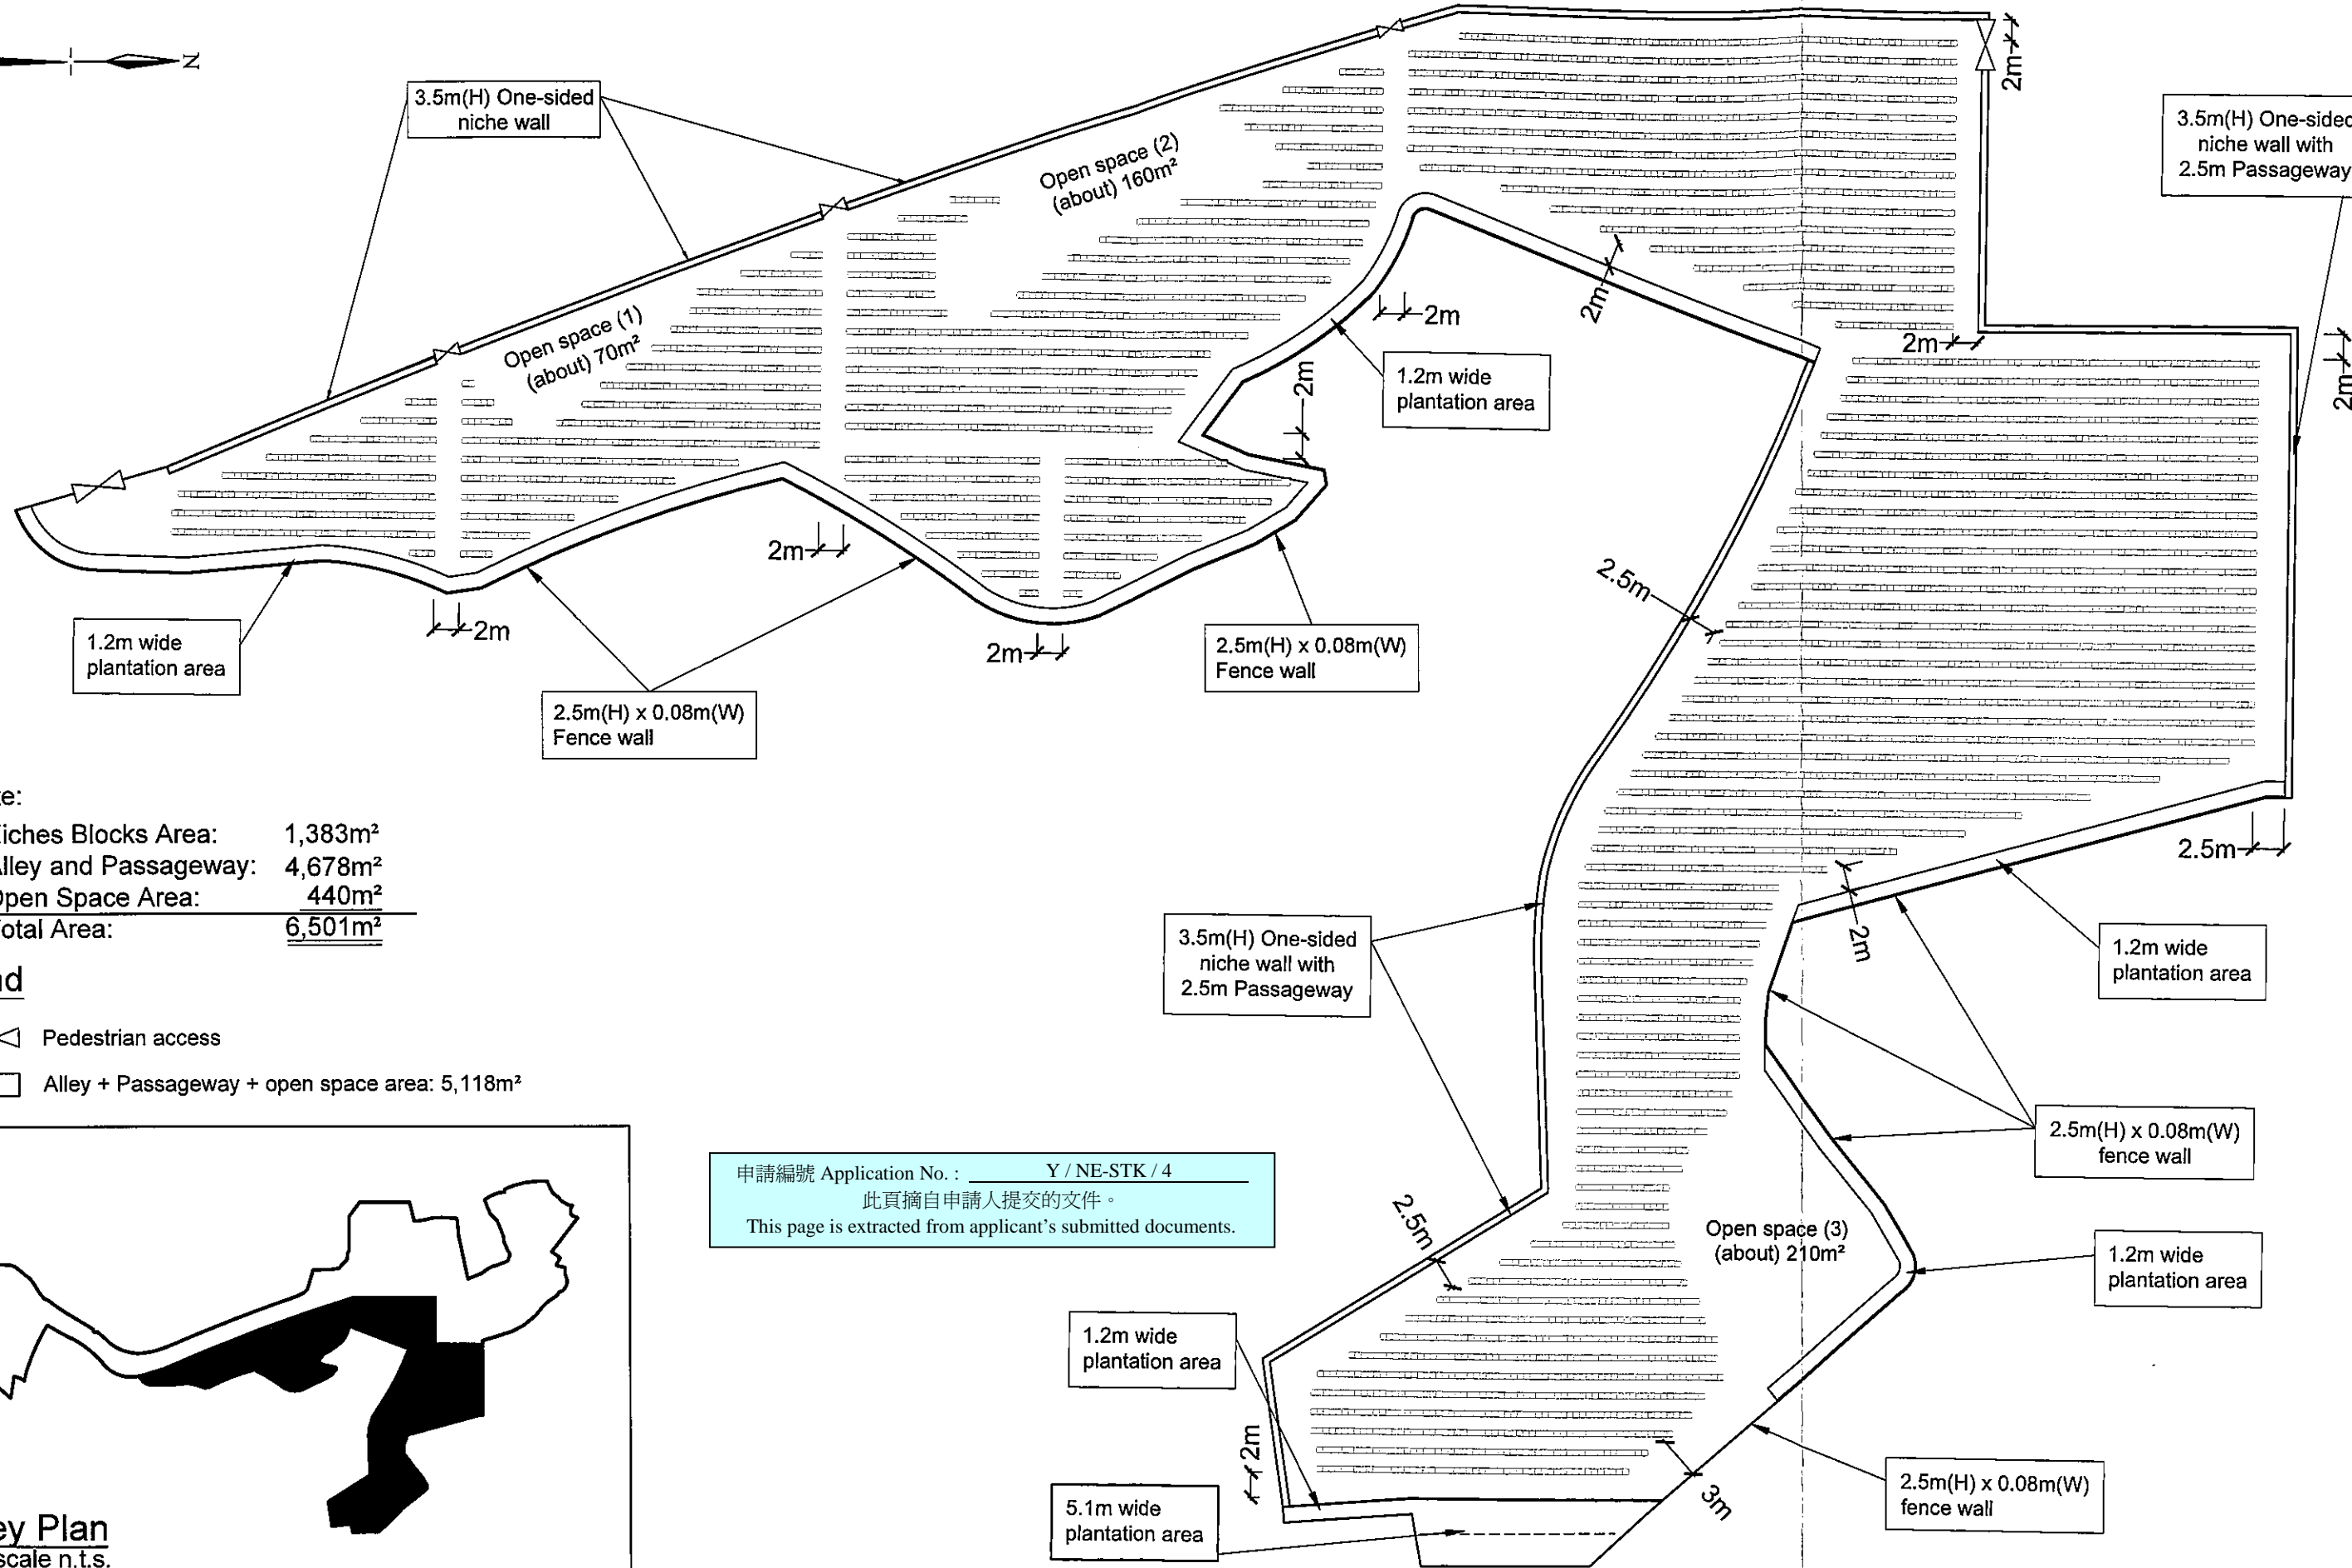 N
3.5m(H) One-sided
niche wall
2m
3.5m(H) One-sided
niche wall with
2.5m Passageway
Open space (2)
(about) 160m²
Open space (1)
(about) 70m²
2m
2m
2m
2m
2m
1.2m wide
plantation area
2m
2m
2.5m
1.2m wide
plantation area
2m
2m
2.5m(H) x 0.08m(W)
Fence wall
2.5m(H) x 0.08m(W)
Fence wall
te:
iches Blocks Area: 1,383m²
lley and Passageway: 4,678m²
Open Space Area: 440m²
otal Area: 6,501m²
nd
Pedestrian access
Alley + Passageway + open space area: 5,118m²
2.5m
3.5m(H) One-sided
niche wall with
2.5m Passageway
2m
1.2m wide
plantation area
2.5m(H) x 0.08m(W)
fence wall
申請編號 Application No. : Y / NE-STK / 4
此頁摘自申請人提交的文件。
This page is extracted from applicant's submitted documents.
2.5m
Open space (3)
(about) 210m²
1.2m wide
plantation area
1.2m wide
plantation area
2m
3m
5.1m wide
plantation area
2.5m(H) x 0.08m(W)
fence wall
ey Plan
scale n.t.s.